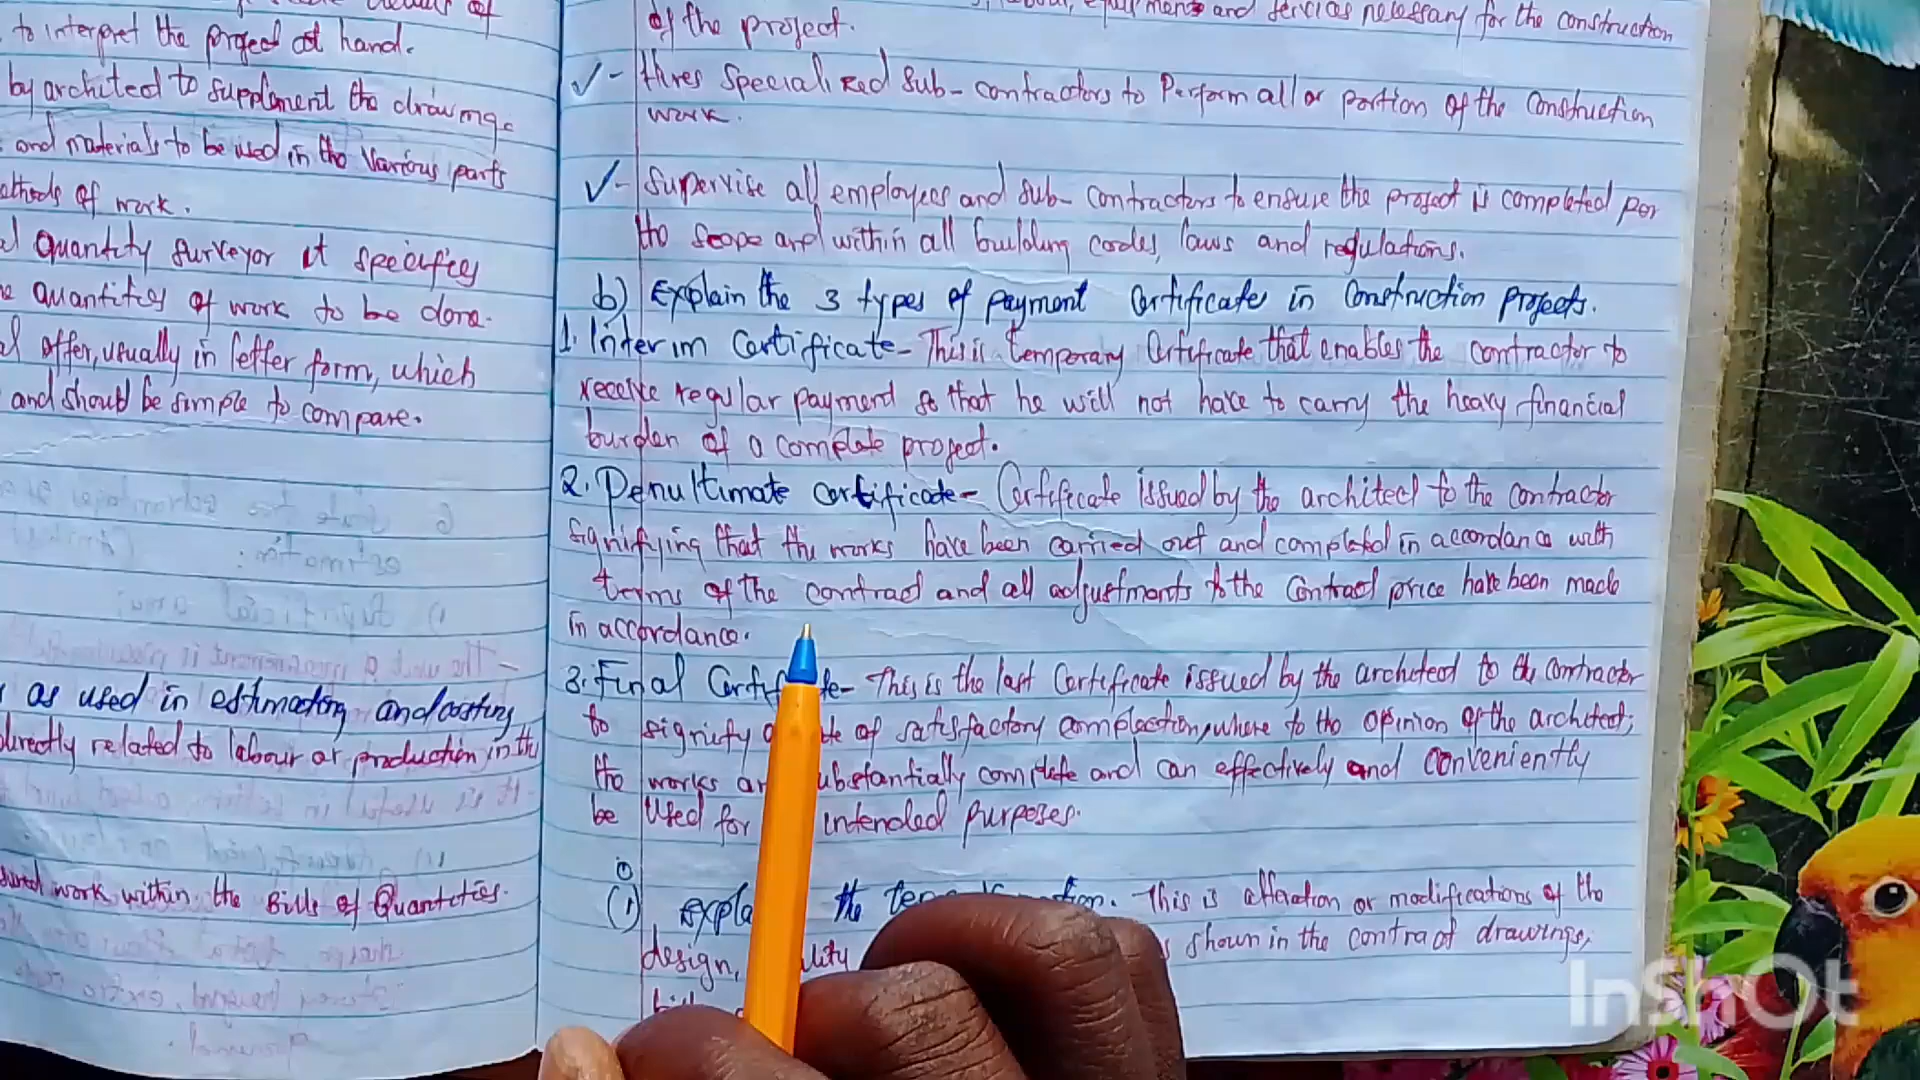 to interpret the project at hand.
by architect to supplement the drawings
and materials to be used in the various parts
of work.
quantity surveyor it specifies
quantities of work to be done.
offer, usually in letter form, which
and should be simple to compare.
as used in estimating and costing
directly related to labour or production in the
work within the Bills of Quantities.
of the project.
and services necessary for the construction
✓- Hires specialized sub-contractors to perform all or portion of the construction
work.
✓- Supervise all employees and sub-contractors to ensure the project is completed per
the scope and within all building codes, laws and regulations.
b) Explain the 3 types of payment certificate in construction projects.
1. Interim Certificate - This is temporary certificate that enables the contractor to
receive regular payment so that he will not have to carry the heavy financial
burden of a complete project.
2. Penultimate certificate - Certificate issued by the architect to the contractor
signifying that the works have been carried out and completed in accordance with
terms of the contract and all adjustments to the contract price have been made
in accordance.
3. Final - This is the last Certificate issued by the architect to the contractor
to signify of satisfactory complection, where to the opinion of the architect,
the works substantially complete and can effectively and conveniently
be used for intended purposes.
(i) the This is alteration or modifications of the
design, shown in the contract drawings,
InShOt